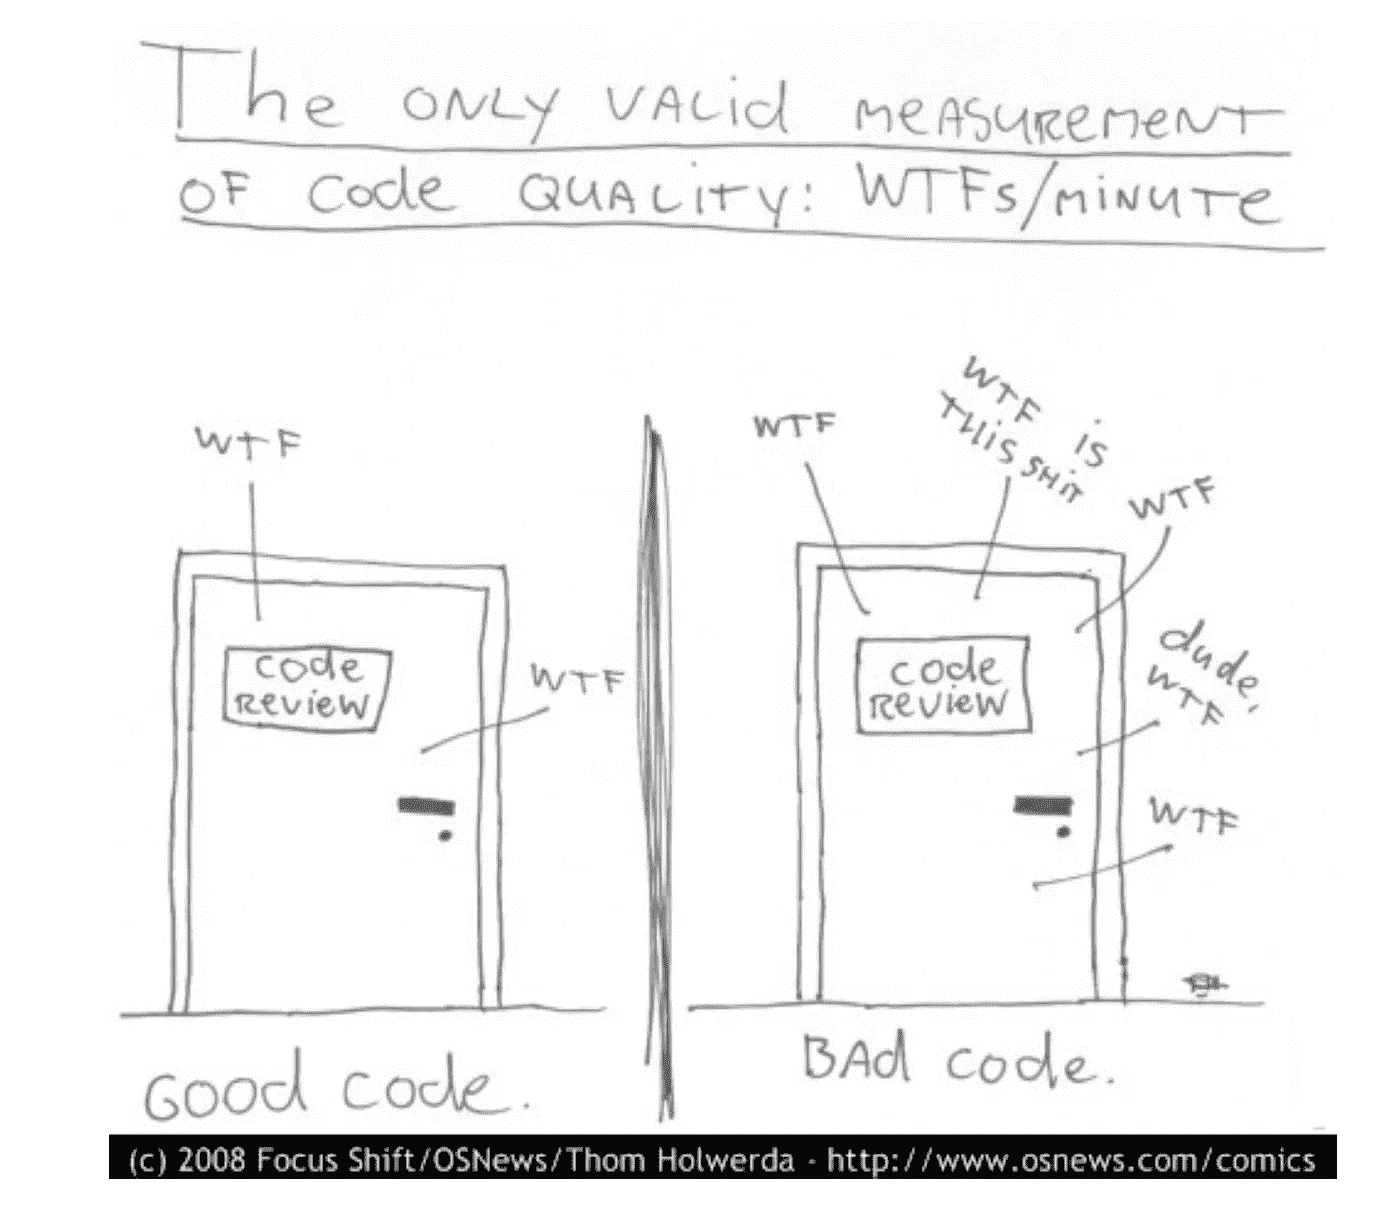 The ONLY VALid meASUREMENT
OF Code QUALITY: WTFs/MINUTe
WTF
code
Review
WTF
GOOD code.
WTF
WTF is
THiS SHiT
WTF
code
Review
dude,
WTF
WTF
BAd code.
(c) 2008 Focus Shift/OSNews/Thom Holwerda - http://www.osnews.com/comics